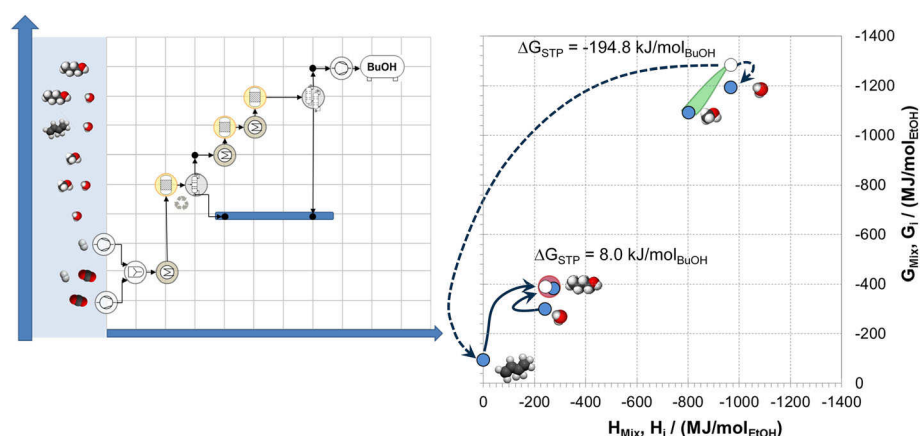 BuOH
ΔG_STP = -194.8 kJ/mol_BuOH
ΔG_STP = 8.0 kJ/mol_BuOH
-1400
-1200
-1000
-800
-600
-400
-200
0
G_Mix, G_i / (MJ/mol_EtOH)
0 -200 -400 -600 -800 -1000 -1200 -1400
H_Mix, H_i / (MJ/mol_EtOH)